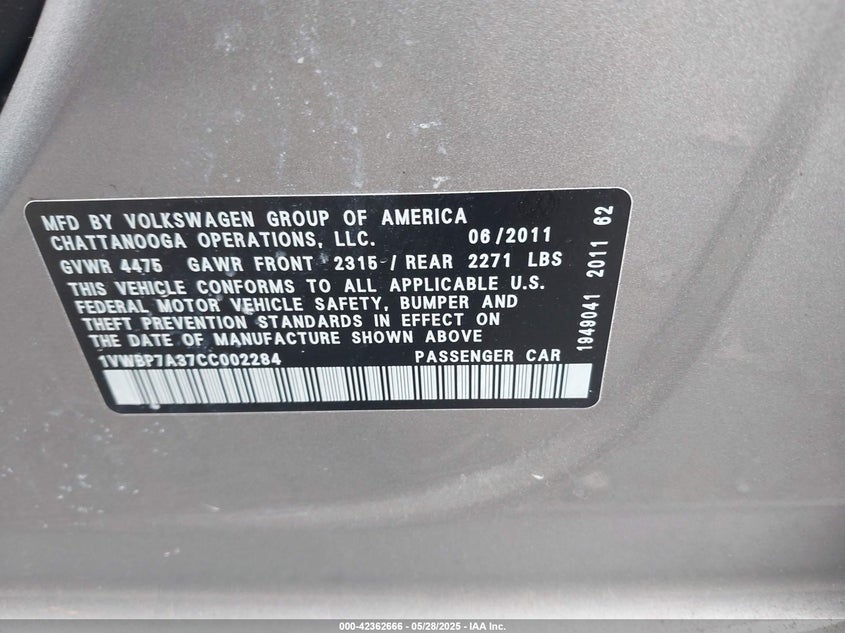 MFD BY VOLKSWAGEN GROUP OF AMERICA
CHATTANOOGA OPERATIONS, LLC. 06/2011
GVWR 4475 GAWR FRONT 2315 / REAR 2271 LBS
THIS VEHICLE CONFORMS TO ALL APPLICABLE U.S.
FEDERAL MOTOR VEHICLE SAFETY, BUMPER AND
THEFT PREVENTION STANDARDS IN EFFECT ON
THE DATE OF MANUFACTURE SHOWN ABOVE
1VWBP7A37CC002284 PASSENGER CAR
1949041 2011 62
000-42362666 - 05/28/2025 - IAA Inc.